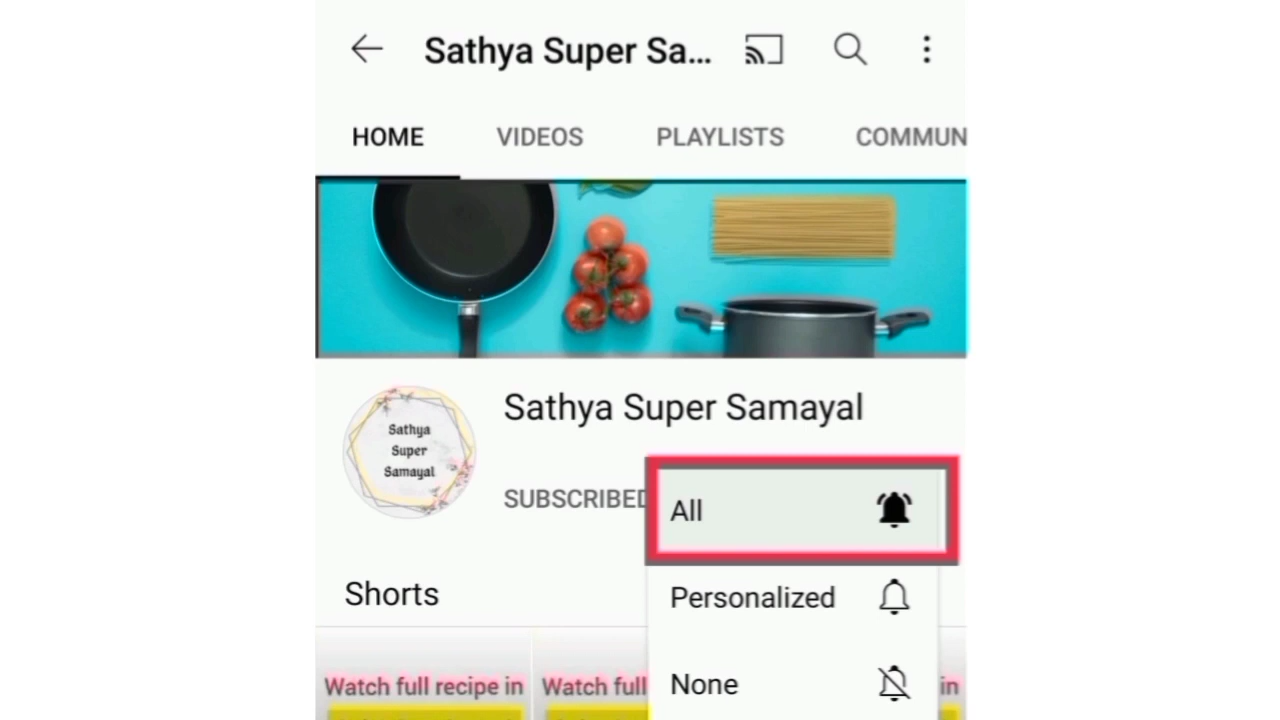 Sathya Super Sa...
HOME VIDEOS PLAYLISTS COMMUN
Sathya Super Samayal
Sathya
Super
Samayal
SUBSCRIBED
All
Personalized
None
Shorts
Watch full recipe in
Watch full
in